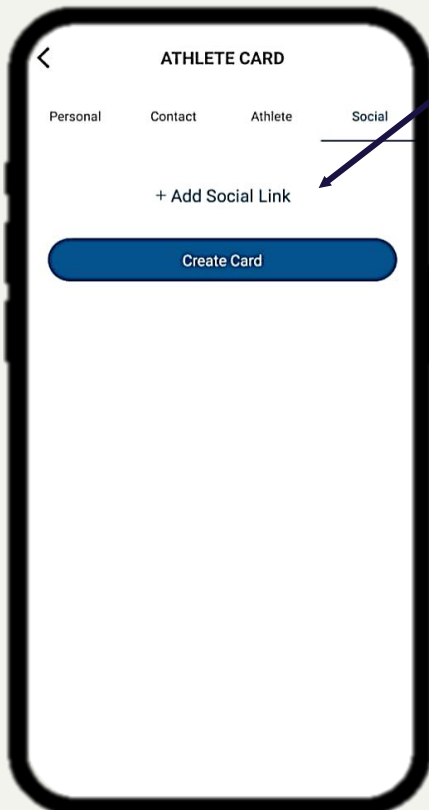 ATHLETE CARD
Personal Contact Athlete Social
+ Add Social Link
Create Card